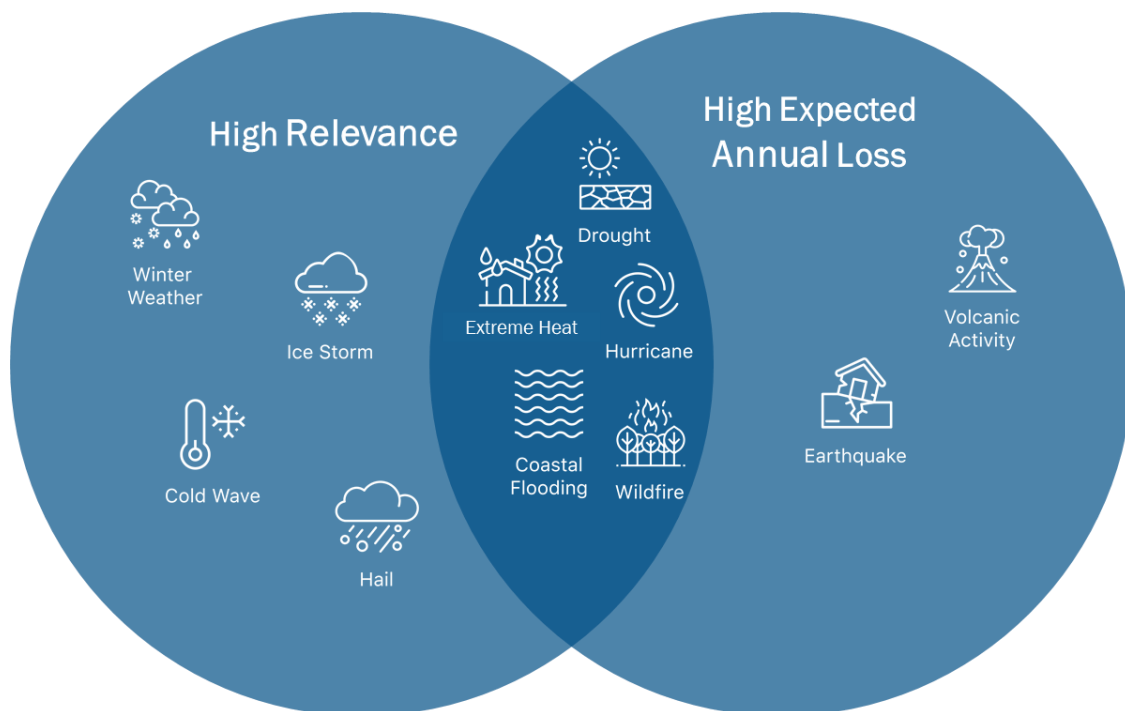 High Relevance
High Expected
Annual Loss
Winter
Weather
Ice Storm
Cold Wave
Hail
Drought
Extreme Heat
Hurricane
Coastal
Flooding
Wildfire
Volcanic
Activity
Earthquake